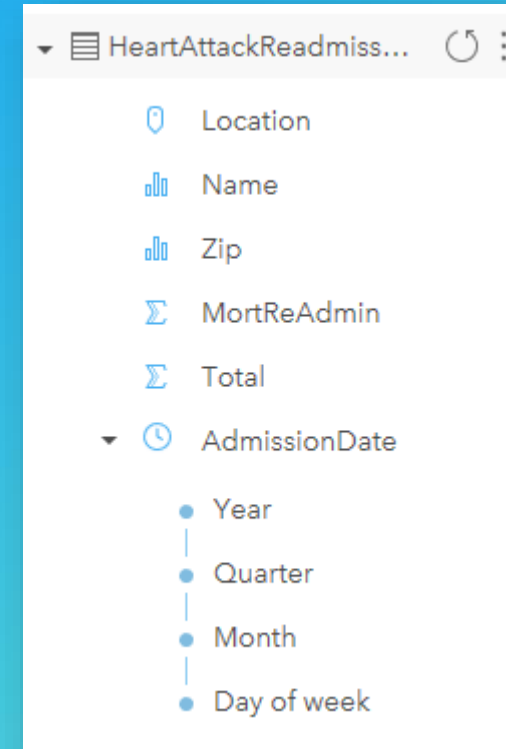 HeartAttackReadmiss...
Location
Name
Zip
MortReAdmin
Total
AdmissionDate
Year
Quarter
Month
Day of week